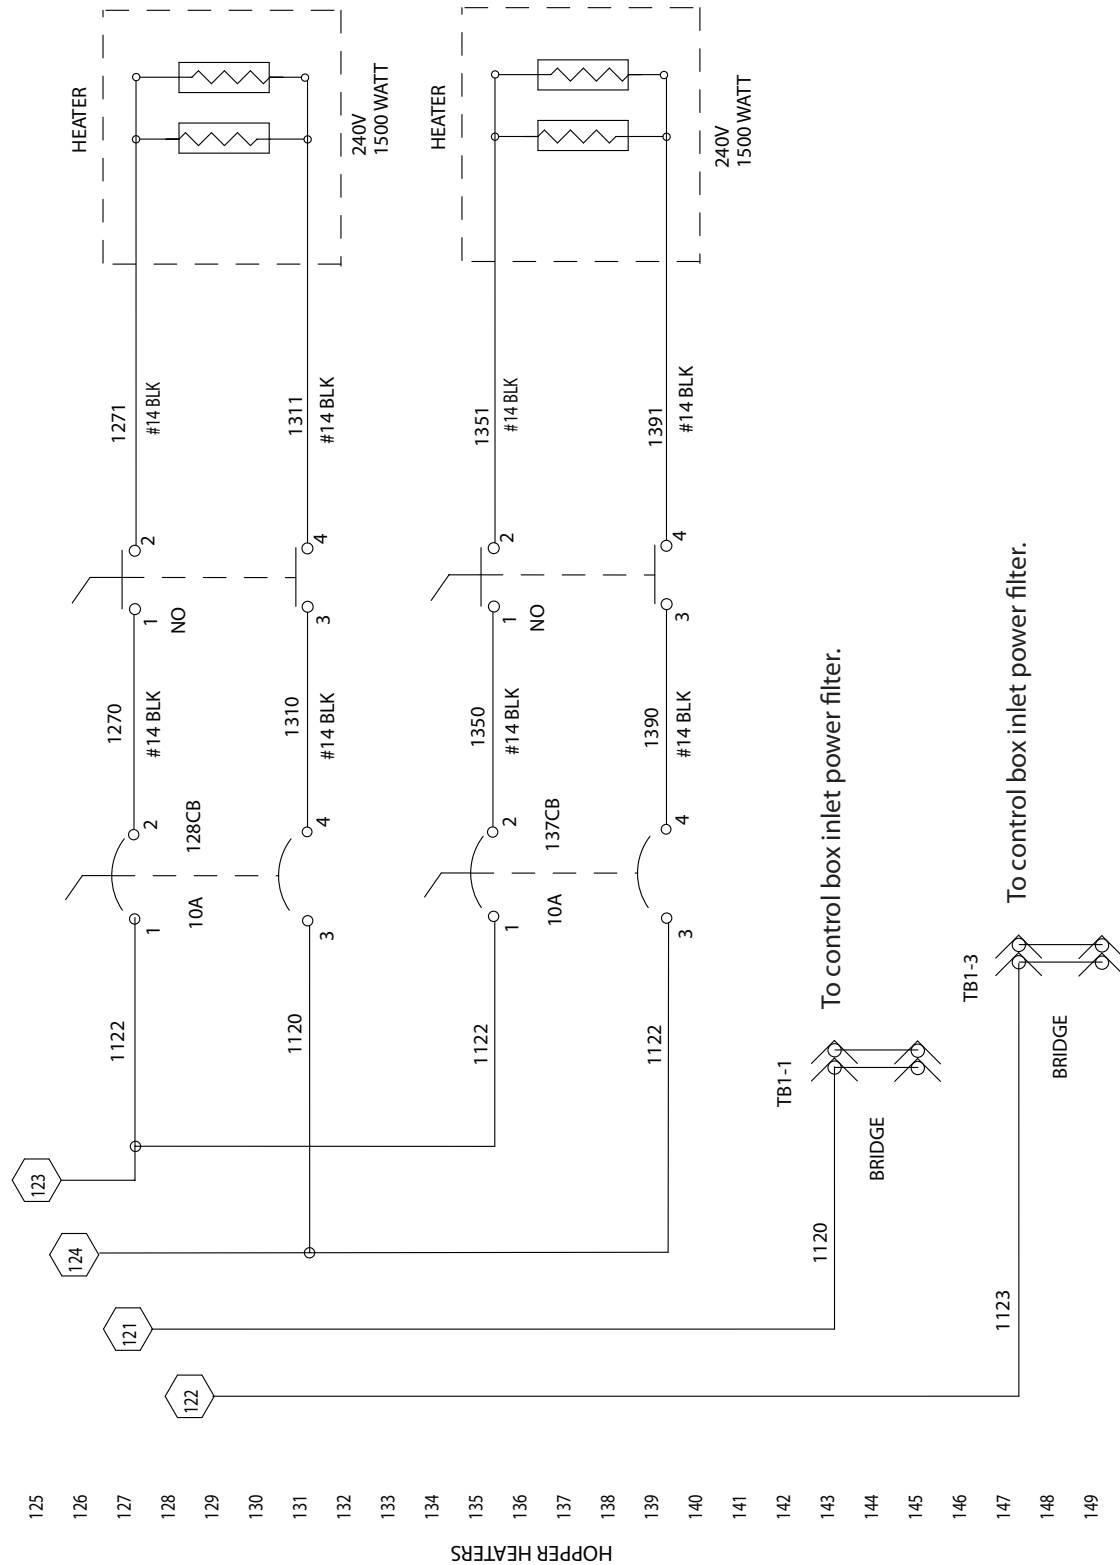 HOPPER HEATERS
125
126
127
128
129
130
131
132
133
134
135
136
137
138
139
140
141
142
143
144
145
146
147
148
149
123
124
121
122
1122
1
2
10A
128CB
1270
#14 BLK
1
2
NO
1271
#14 BLK
HEATER
240V
1500 WATT
1120
3
4
1310
#14 BLK
3
4
1311
#14 BLK
1122
1
2
10A
137CB
1350
#14 BLK
1
2
NO
1351
#14 BLK
HEATER
240V
1500 WATT
1122
3
4
1390
#14 BLK
3
4
1391
#14 BLK
1120
TB1-1
BRIDGE
To control box inlet power filter.
1123
TB1-3
BRIDGE
To control box inlet power filter.